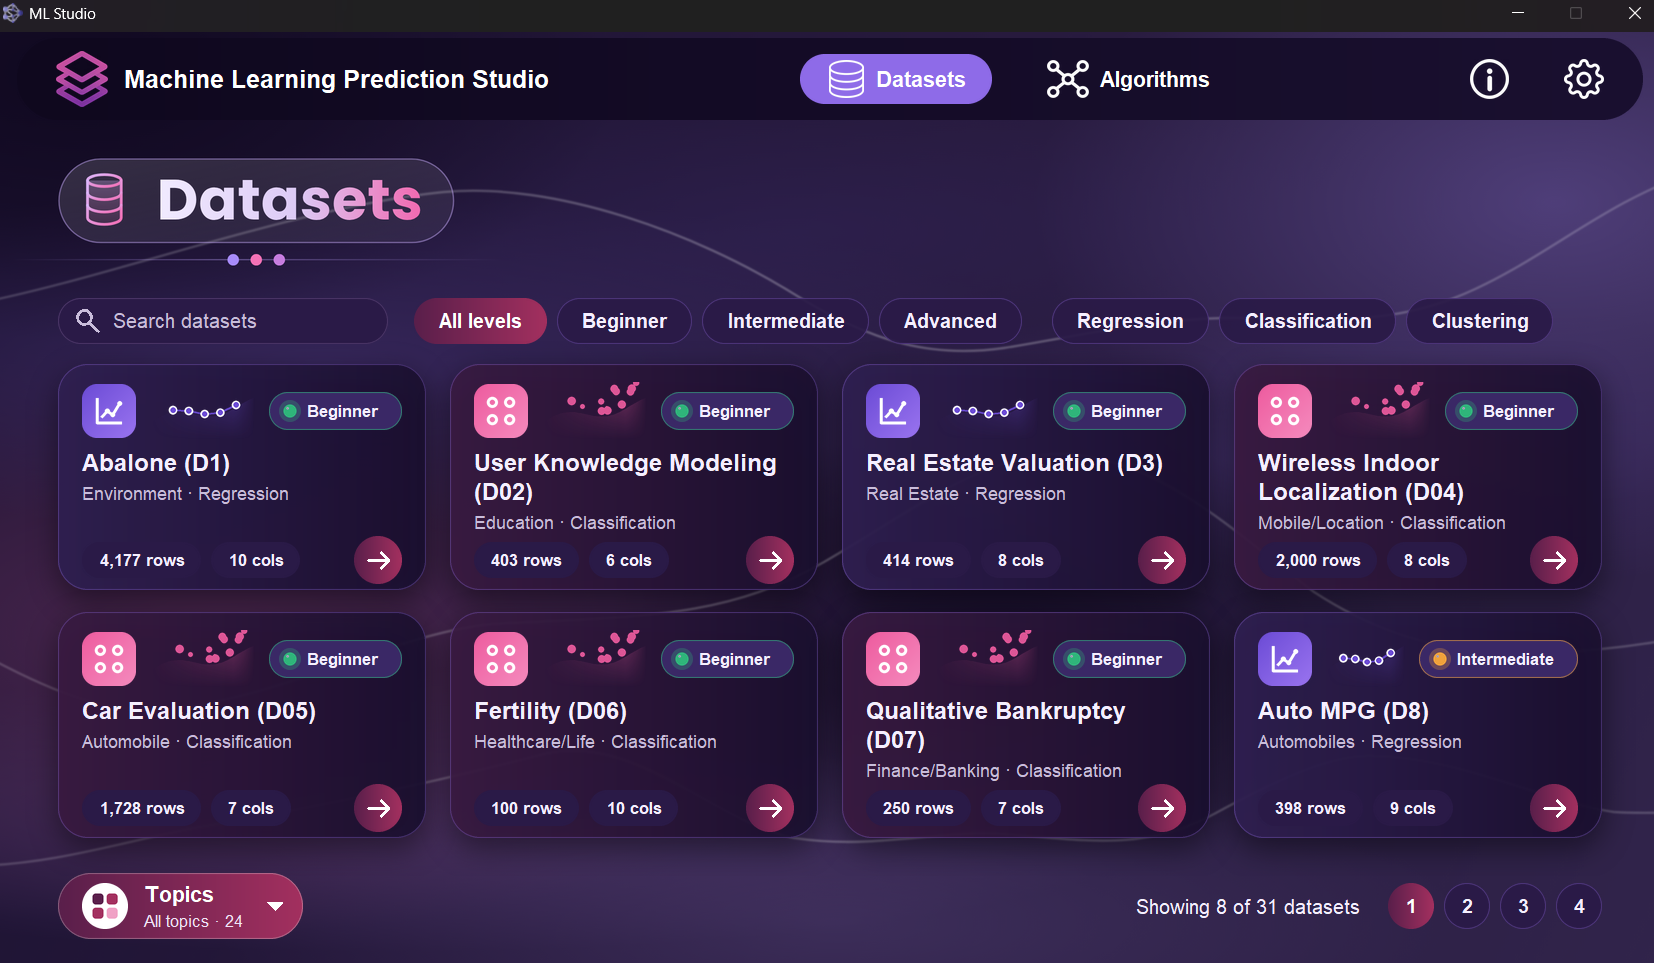 ML Studio
Machine Learning Prediction Studio
Datasets
Algorithms
Datasets
Search datasets
All levels
Beginner
Intermediate
Advanced
Regression
Classification
Clustering
Beginner
Abalone (D1)
Environment · Regression
4,177 rows
10 cols
Beginner
User Knowledge Modeling
(D02)
Education · Classification
403 rows
6 cols
Beginner
Real Estate Valuation (D3)
Real Estate · Regression
414 rows
8 cols
Beginner
Wireless Indoor
Localization (D04)
Mobile/Location · Classification
2,000 rows
8 cols
Beginner
Car Evaluation (D05)
Automobile · Classification
1,728 rows
7 cols
Beginner
Fertility (D06)
Healthcare/Life · Classification
100 rows
10 cols
Beginner
Qualitative Bankruptcy
(D07)
Finance/Banking · Classification
250 rows
7 cols
Intermediate
Auto MPG (D8)
Automobiles · Regression
398 rows
9 cols
Topics
All topics · 24
Showing 8 of 31 datasets
1
2
3
4